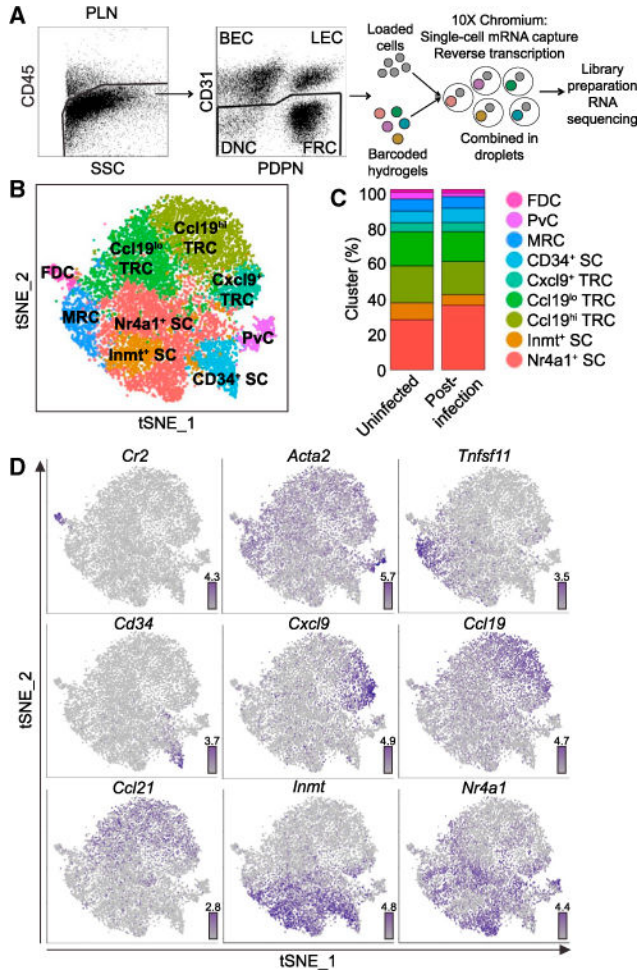 A
PLN
CD45
SSC
BEC
LEC
CD31
DNC
FRC
PDPN
Loaded
cells
Barcoded
hydrogels
10X Chromium:
Single-cell mRNA capture
Reverse transcription
Combined in
droplets
Library
preparation
RNA
sequencing
B
tSNE_2
Ccl19hi
TRC
Ccl19lo
TRC
Cxcl9+
TRC
FDC
MRC
Nr4a1+ SC
PvC
Inmt+ SC
CD34+ SC
tSNE_1
C
Cluster (%)
100
80
60
40
20
0
Uninfected
Post-
infection
FDC
PvC
MRC
CD34+ SC
Cxcl9+ TRC
Ccl19lo TRC
Ccl19hi TRC
Inmt+ SC
Nr4a1+ SC
D
tSNE_2
Cr2
4.3
Acta2
5.7
Tnfsf11
3.5
Cd34
3.7
Cxcl9
4.9
Ccl19
4.7
Ccl21
2.8
Inmt
4.8
Nr4a1
4.4
tSNE_1